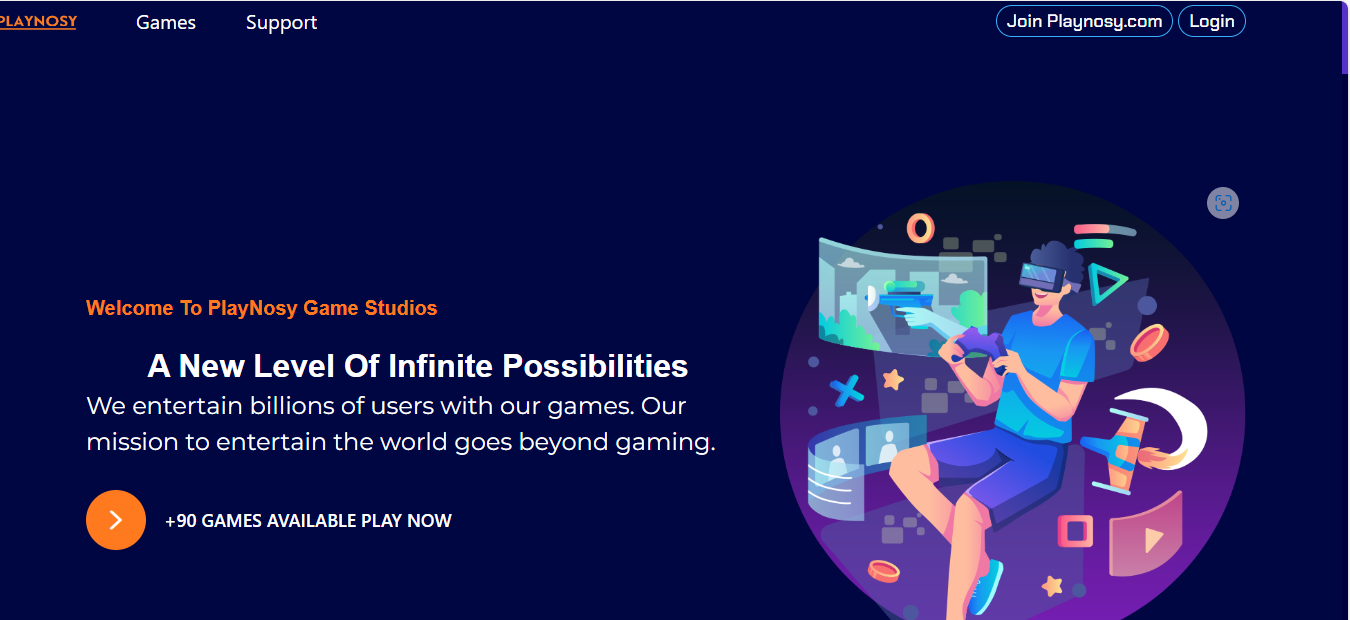 PLAYNOSY
Games
Support
Join Playnosy.com
Login
Welcome To PlayNosy Game Studios
A New Level Of Infinite Possibilities
We entertain billions of users with our games. Our
mission to entertain the world goes beyond gaming.
+90 GAMES AVAILABLE PLAY NOW